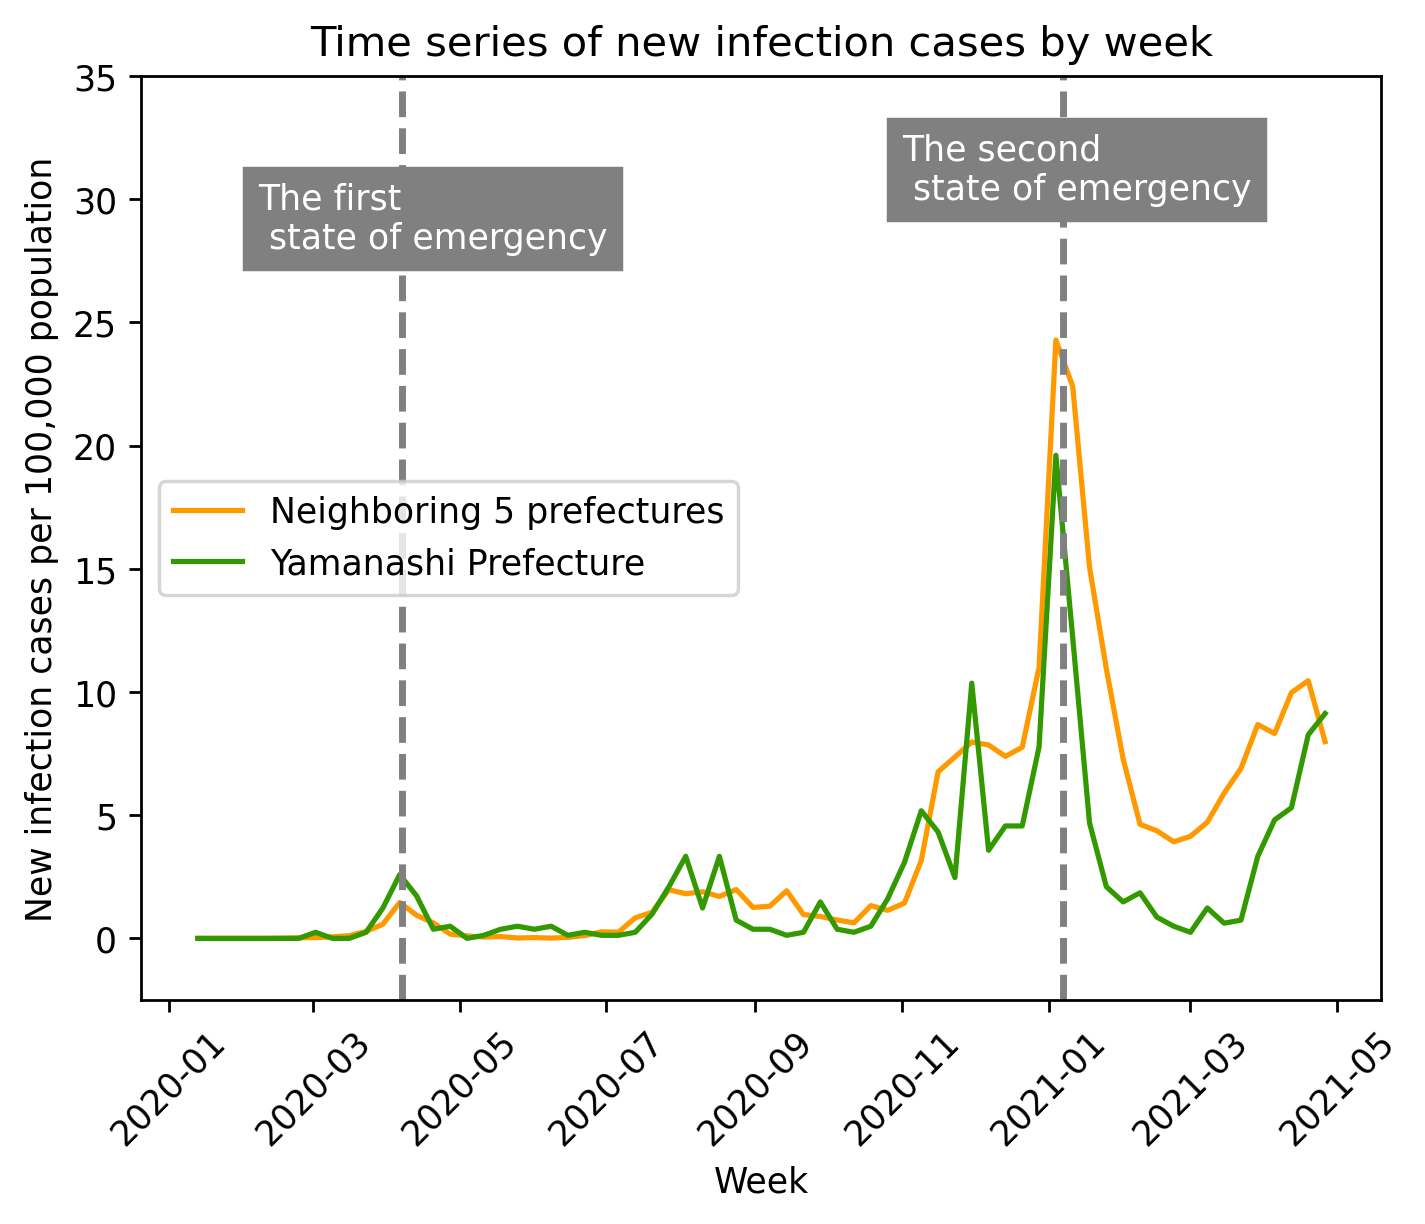 Time series of new infection cases by week
New infection cases per 100,000 population
35
30
25
20
15
10
5
0
The first
state of emergency
The second
state of emergency
Neighboring 5 prefectures
Yamanashi Prefecture
2020-01
2020-03
2020-05
2020-07
2020-09
2020-11
2021-01
2021-03
2021-05
Week